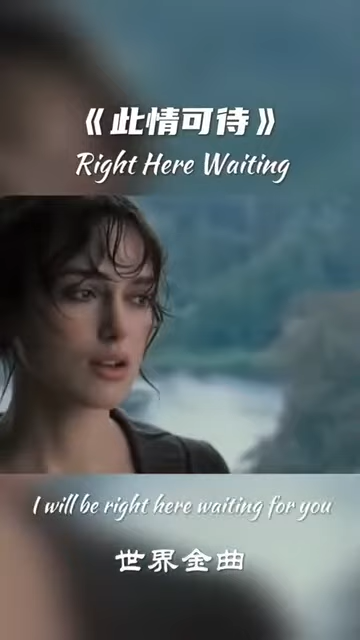 《此情可待》
Right Here Waiting
I will be right here waiting for you
世界金曲